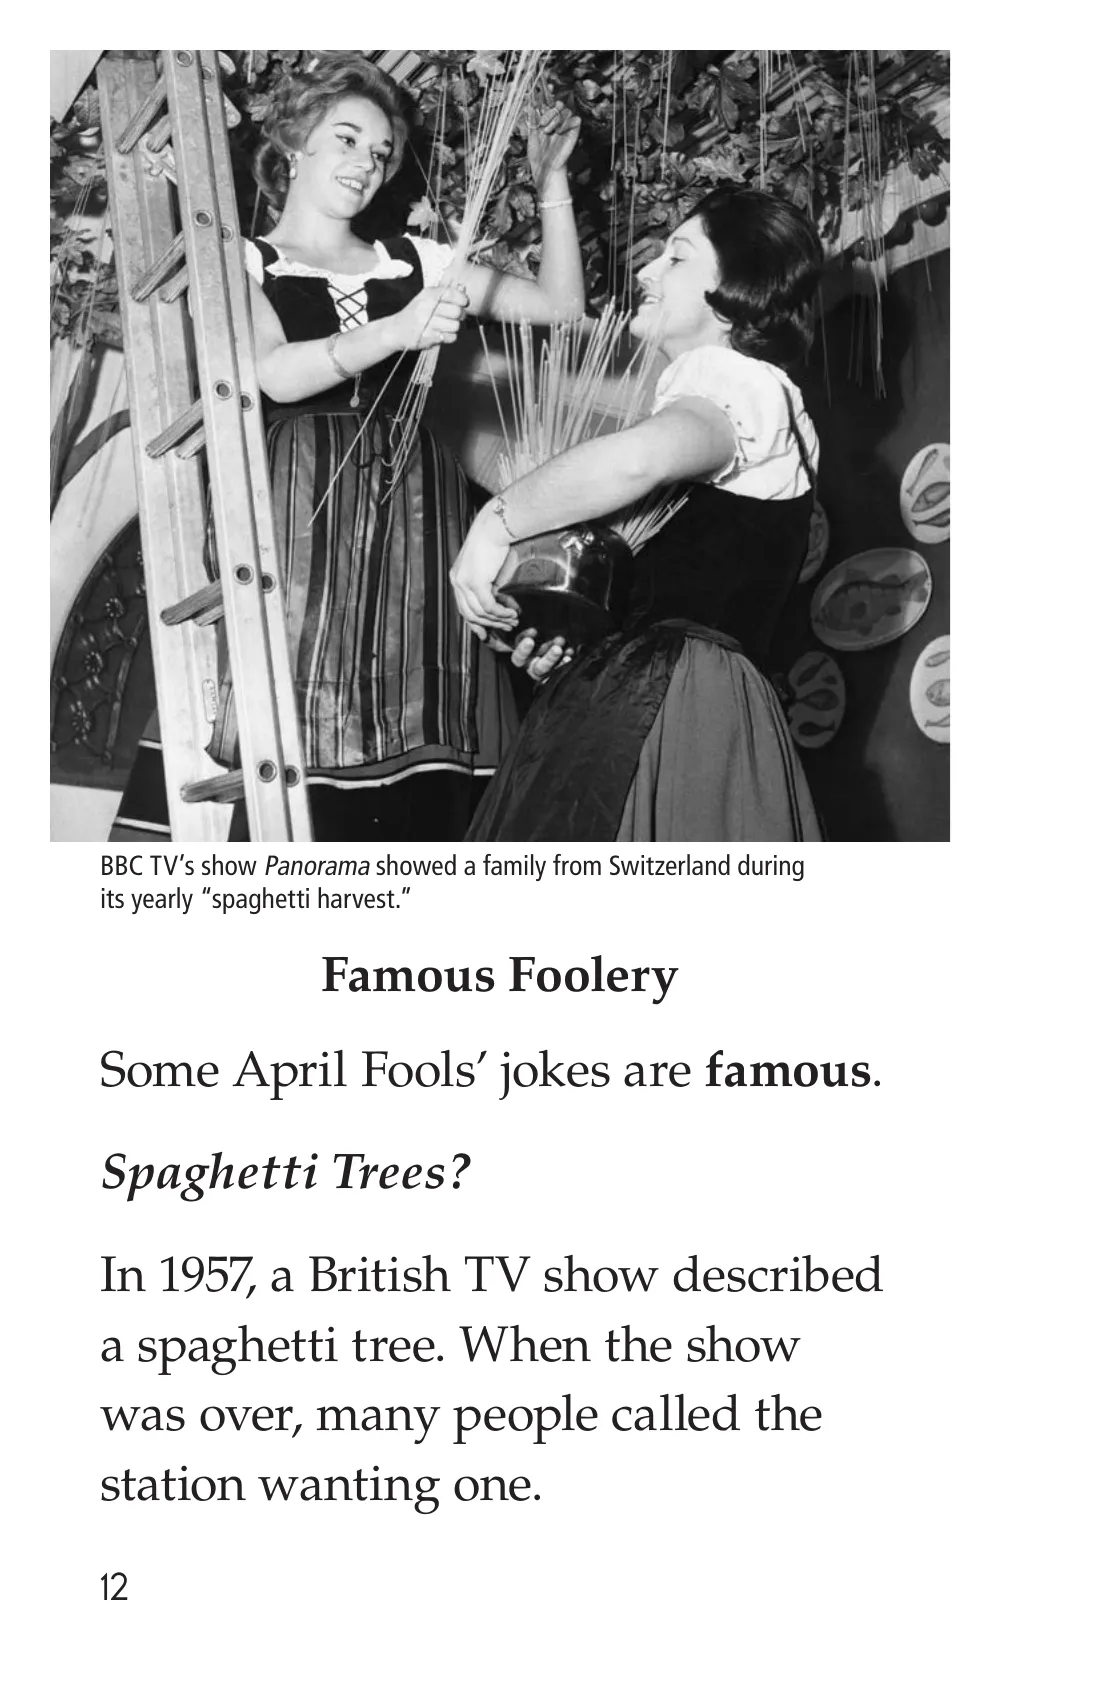 BBC TV’s show Panorama showed a family from Switzerland during
its yearly “spaghetti harvest.”
Famous Foolery
Some April Fools’ jokes are famous.
Spaghetti Trees?
In 1957, a British TV show described
a spaghetti tree. When the show
was over, many people called the
station wanting one.
12